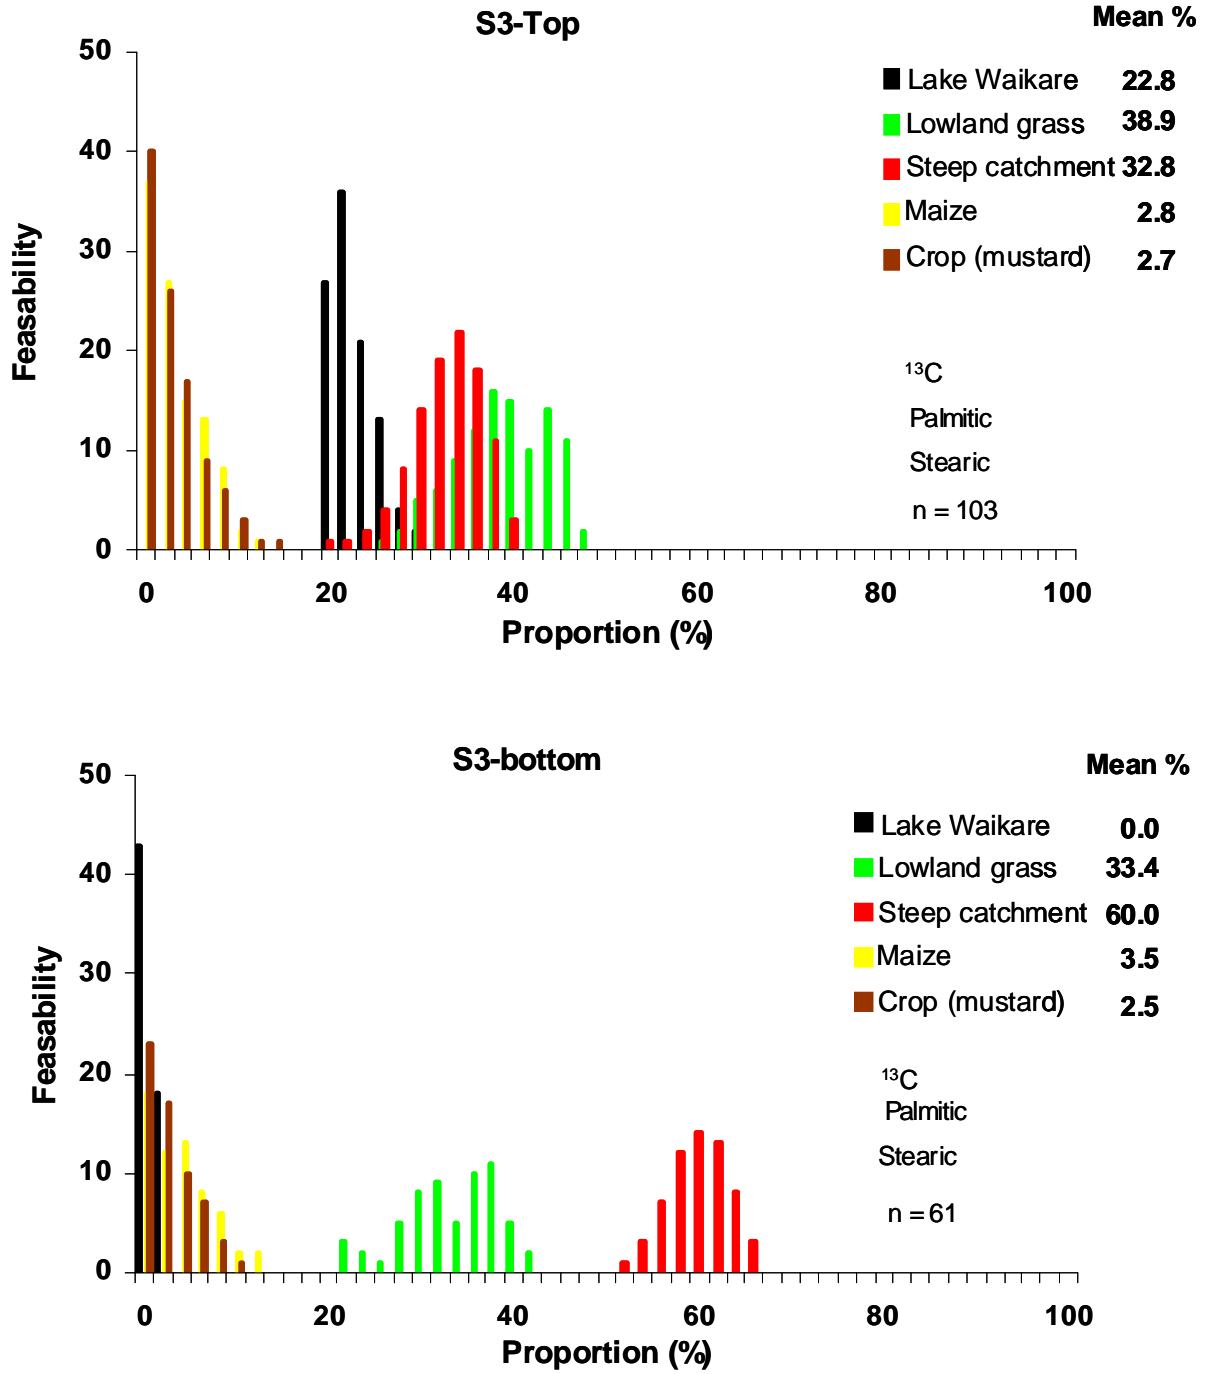 S3-Top
Mean %
50
40
30
20
10
0
Feasability
Lake Waikare 22.8
Lowland grass 38.9
Steep catchment 32.8
Maize 2.8
Crop (mustard) 2.7
¹³C
Palmitic
Stearic
n = 103
0 20 40 60 80 100
Proportion (%)
S3-bottom
Mean %
50
40
30
20
10
0
Feasability
Lake Waikare 0.0
Lowland grass 33.4
Steep catchment 60.0
Maize 3.5
Crop (mustard) 2.5
¹³C
Palmitic
Stearic
n = 61
0 20 40 60 80 100
Proportion (%)